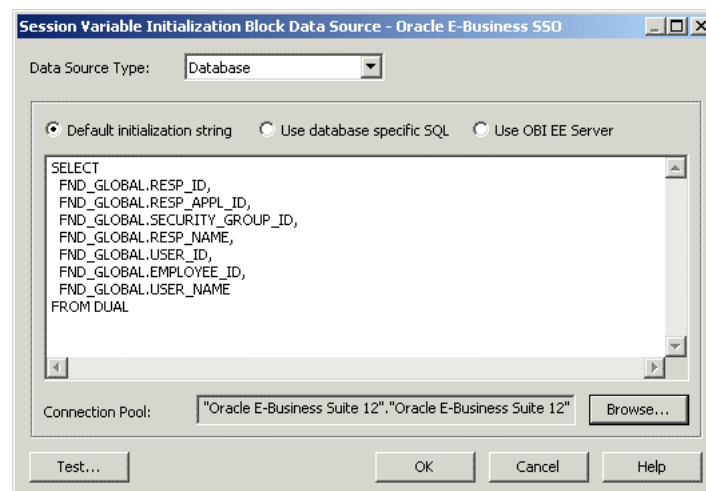 Session Variable Initialization Block Data Source - Oracle E-Business SSO
Data Source Type: Database
Default initialization string Use database specific SQL Use OBI EE Server
SELECT
FND_GLOBAL.RESP_ID,
FND_GLOBAL.RESP_APPL_ID,
FND_GLOBAL.SECURITY_GROUP_ID,
FND_GLOBAL.RESP_NAME,
FND_GLOBAL.USER_ID,
FND_GLOBAL.EMPLOYEE_ID,
FND_GLOBAL.USER_NAME
FROM DUAL
Connection Pool: "Oracle E-Business Suite 12"."Oracle E-Business Suite 12" Browse...
Test... OK Cancel Help